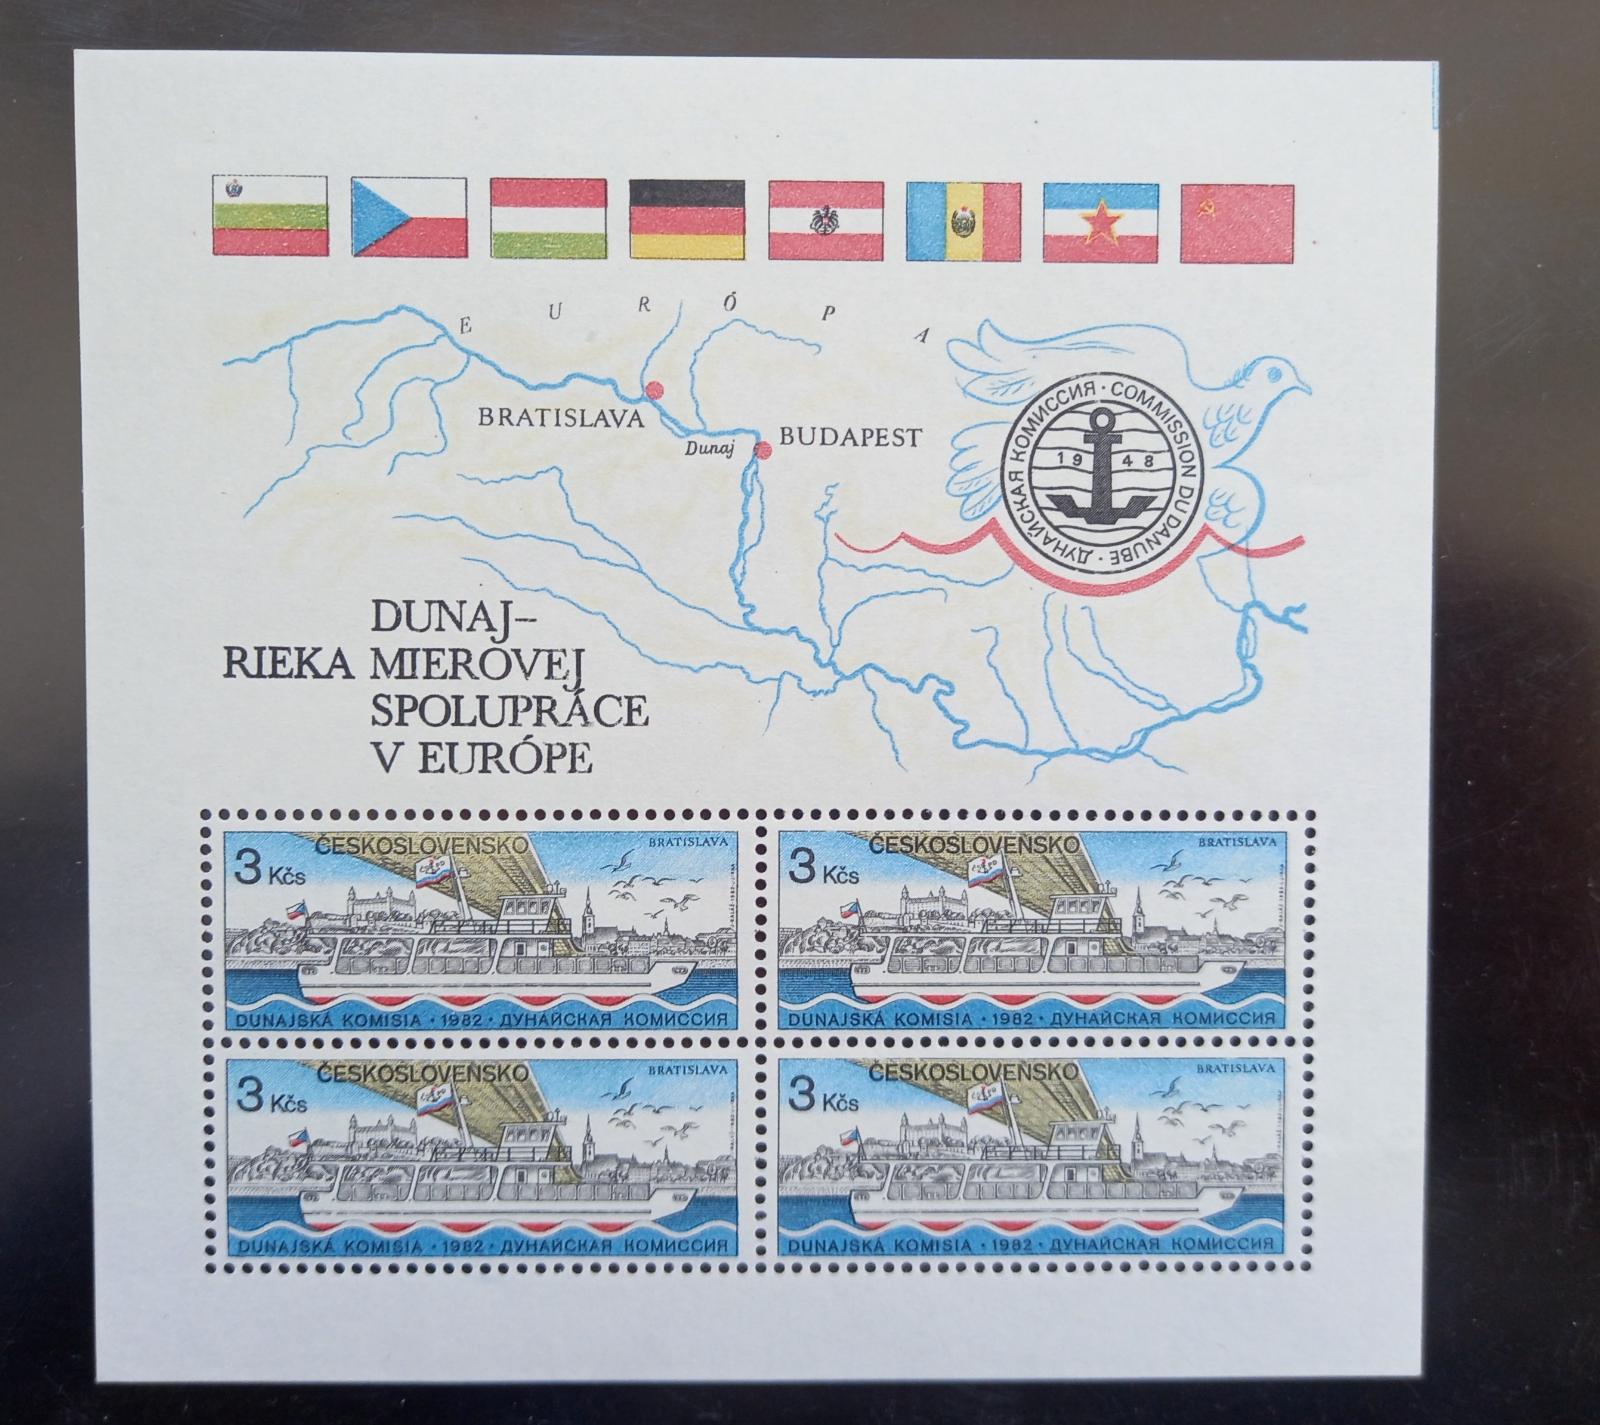 E U R Ó P A
BRATISLAVA
Dunaj
BUDAPEST
ДУНАЙСКАЯ КОМИССИЯ · COMMISSION DU DANUBE ·
1948
DUNAJ–
RIEKA MIEROVEJ
SPOLUPRÁCE
V EURÓPE
ČESKOSLOVENSKO
BRATISLAVA
3 Kčs
DUNAJSKÁ KOMISIA · 1982 · ДУНАЙСКАЯ КОМИССИЯ
ČESKOSLOVENSKO
BRATISLAVA
3 Kčs
DUNAJSKÁ KOMISIA · 1982 · ДУНАЙСКАЯ КОМИССИЯ
ČESKOSLOVENSKO
BRATISLAVA
3 Kčs
DUNAJSKÁ KOMISIA · 1982 · ДУНАЙСКАЯ КОМИССИЯ
ČESKOSLOVENSKO
BRATISLAVA
3 Kčs
DUNAJSKÁ KOMISIA · 1982 · ДУНАЙСКАЯ КОМИССИЯ